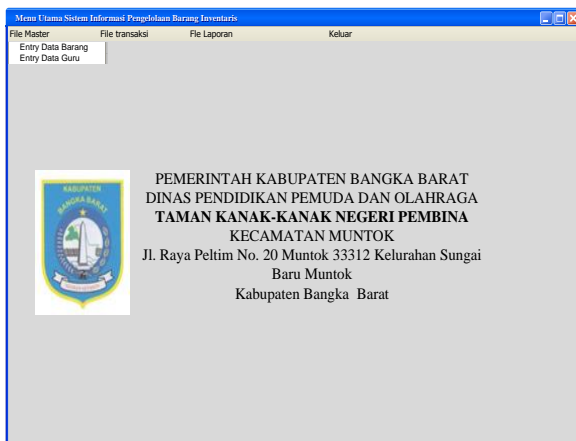 Menu Utama Sistem Informasi Pengelolaan Barang Inventaris
File Master File transaksi Fle Laporan Keluar
Entry Data Barang
Entry Data Guru
KABUPATEN
BANGKA BARAT
PEMERINTAH KABUPATEN BANGKA BARAT
DINAS PENDIDIKAN PEMUDA DAN OLAHRAGA
TAMAN KANAK-KANAK NEGERI PEMBINA
KECAMATAN MUNTOK
Jl. Raya Peltim No. 20 Muntok 33312 Kelurahan Sungai
Baru Muntok
Kabupaten Bangka Barat